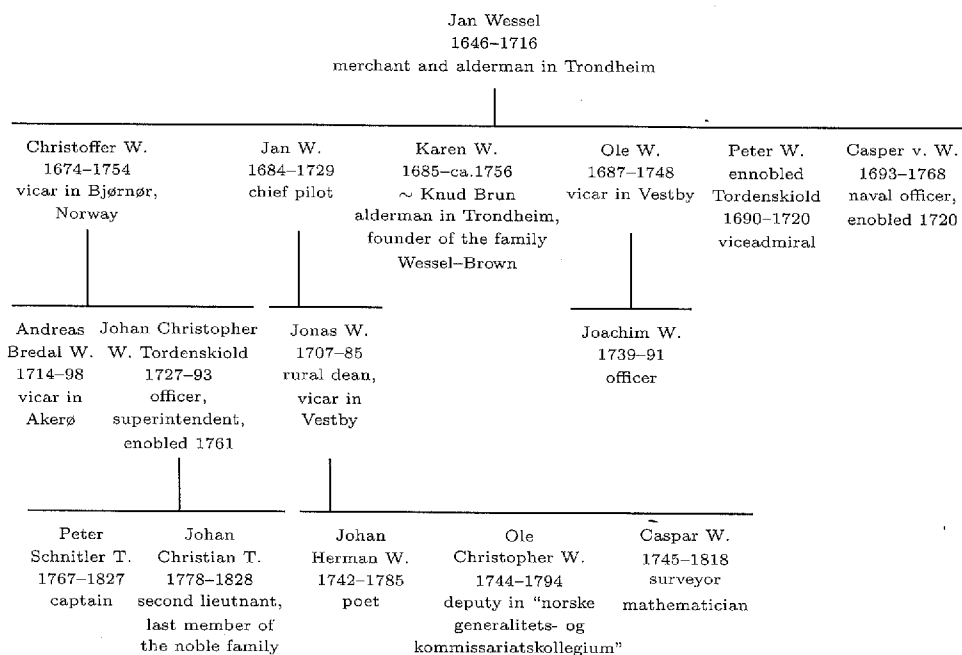 Jan Wessel
1646–1716
merchant and alderman in Trondheim
Christoffer W.
1674–1754
vicar in Bjørnør,
Norway
Jan W.
1684–1729
chief pilot
Karen W.
1685–ca.1756
~ Knud Brun
alderman in Trondheim,
founder of the family
Wessel–Brown
Ole W.
1687–1748
vicar in Vestby
Peter W.
ennobled
Tordenskiold
1690–1720
viceadmiral
Casper v. W.
1693–1768
naval officer,
enobled 1720
Andreas
Bredal W.
1714–98
vicar in
Akerø
Johan Christopher
W. Tordenskiold
1727–93
officer,
superintendent,
enobled 1761
Jonas W.
1707–85
rural dean,
vicar in
Vestby
Joachim W.
1739–91
officer
Peter
Schnitler T.
1767–1827
captain
Johan
Christian T.
1778–1828
second lieutnant,
last member of
the noble family
Johan
Herman W.
1742–1785
poet
Ole
Christopher W.
1744–1794
deputy in “norske
generalitets- og
kommissariatskollegium”
Caspar W.
1745–1818
surveyor
mathematician